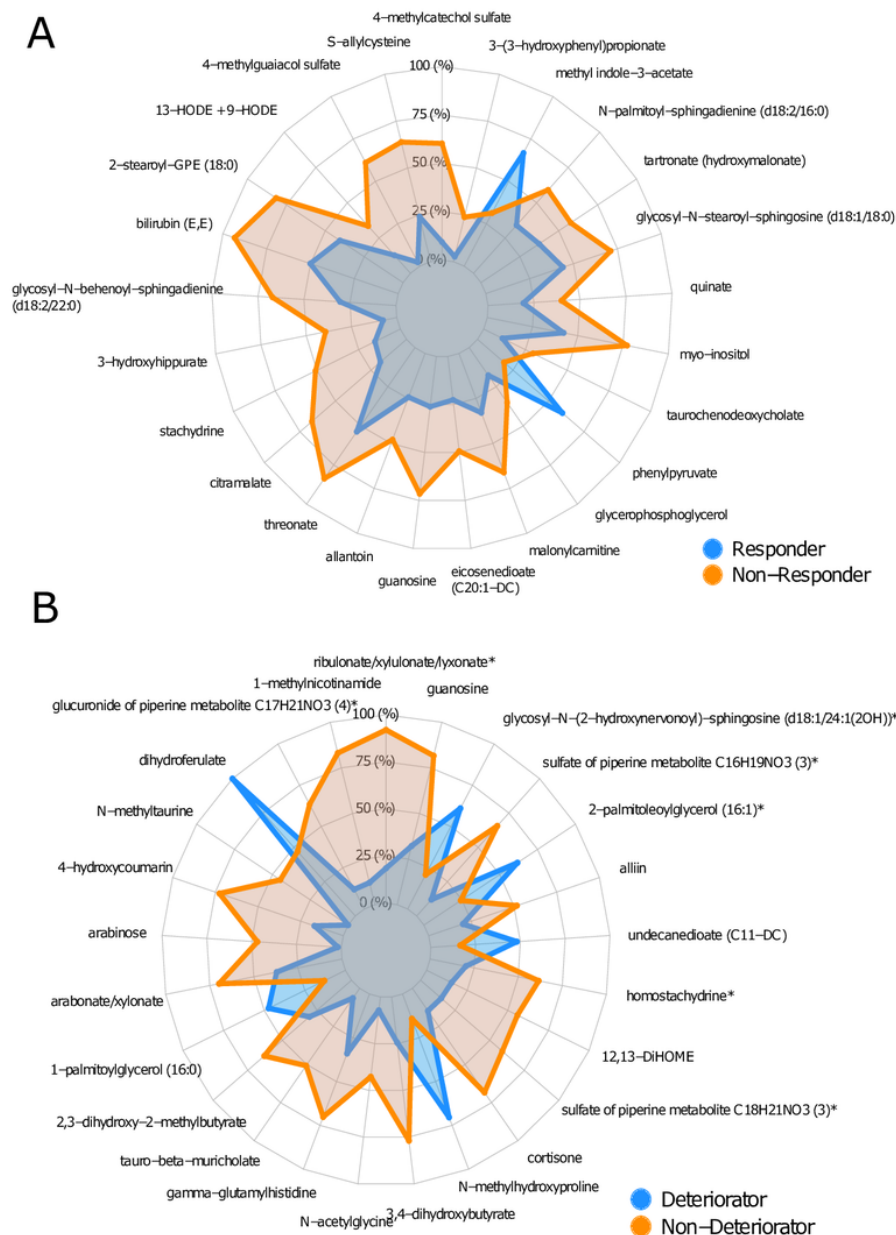 A
4−methylcatechol sulfate
S−allylcysteine
3−(3−hydroxyphenyl)propionate
4−methylguaiacol sulfate
100 (%)
methyl indole−3−acetate
13−HODE +9−HODE
75 (%)
N−palmitoyl−sphingadienine (d18:2/16:0)
2−stearoyl−GPE (18:0)
50 (%)
tartronate (hydroxymalonate)
bilirubin (E,E)
25 (%)
glycosyl−N−stearoyl−sphingosine (d18:1/18:0)
0 (%)
glycosyl−N−behenoyl−sphingadienine
(d18:2/22:0)
quinate
3−hydroxyhippurate
myo−inositol
stachydrine
taurochenodeoxycholate
citramalate
phenylpyruvate
threonate
glycerophosphoglycerol
allantoin
malonylcarnitine
guanosine
eicosenedioate
(C20:1−DC)
Responder
Non−Responder
B
ribulonate/xylulonate/lyxonate*
1−methylnicotinamide
guanosine
glucuronide of piperine metabolite C17H21NO3 (4)*
100 (%)
glycosyl−N−(2−hydroxynervonoyl)−sphingosine (d18:1/24:1(2OH))*
dihydroferulate
75 (%)
sulfate of piperine metabolite C16H19NO3 (3)*
N−methyltaurine
50 (%)
2−palmitoleoylglycerol (16:1)*
4−hydroxycoumarin
25 (%)
alliin
0 (%)
arabinose
undecanedioate (C11−DC)
arabonate/xylonate
homostachydrine*
1−palmitoylglycerol (16:0)
12,13−DiHOME
2,3−dihydroxy−2−methylbutyrate
sulfate of piperine metabolite C18H21NO3 (3)*
tauro−beta−muricholate
cortisone
gamma−glutamylhistidine
N−methylhydroxyproline
N−acetylglycine
3,4−dihydroxybutyrate
Deteriorator
Non−Deteriorator